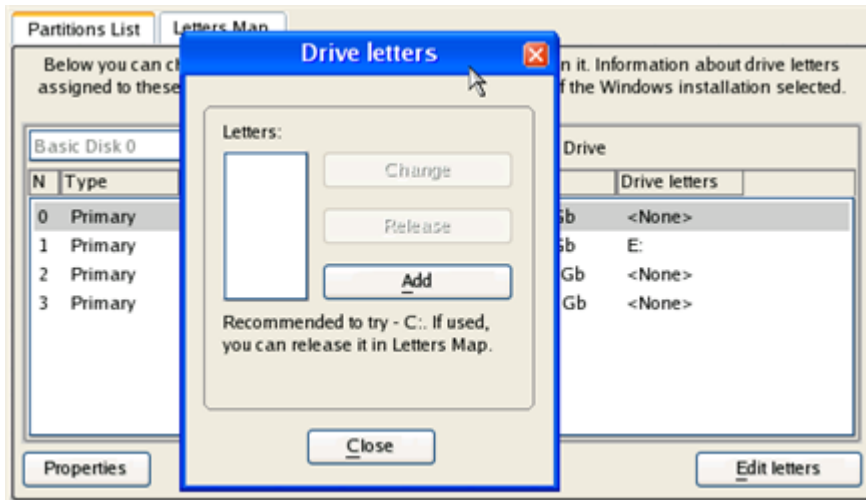 Partitions List
Letters Map
Drive letters
Below you can
n it. Information about drive letters
assigned to these
f the Windows installation selected.
Letters:
Basic Disk 0
Drive
Change
N Type
Drive letters
0 Primary
Gb <None>
Release
1 Primary
Gb E:
2 Primary
Gb <None>
Add
3 Primary
Gb <None>
Recommended to try - C:. If used,
you can release it in Letters Map.
Close
Properties
Edit letters